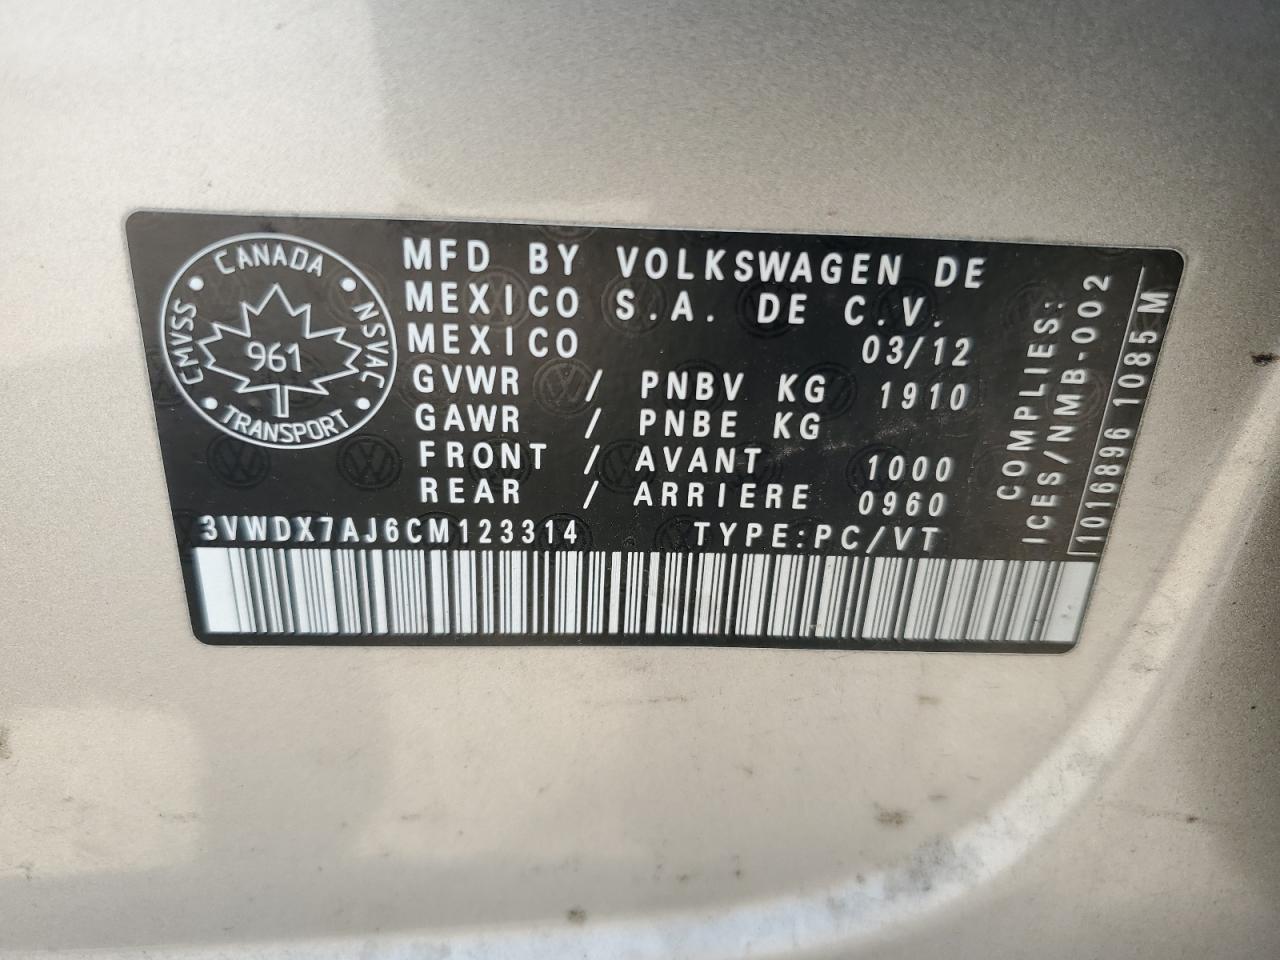 CANADA
CMVSS
NSVAC
961
TRANSPORT
MFD BY VOLKSWAGEN DE
MEXICO S.A. DE C.V.
MEXICO 03/12
GVWR / PNBV KG 1910
GAWR / PNBE KG
FRONT / AVANT 1000
REAR / ARRIERE 0960
3VWDX7AJ6CM123314 TYPE:PC/VT
COMPLIES:
ICES/NMB-002
1016896 1085 M